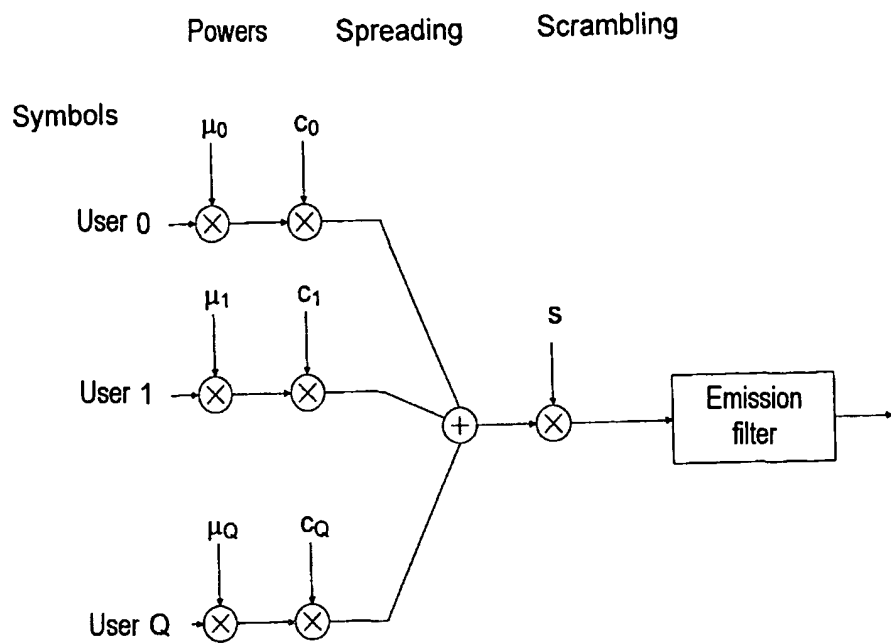 Powers Spreading Scrambling
Symbols
μ0 c0
User 0
μ1 c1
User 1
s
+
Emission
filter
μQ cQ
User Q